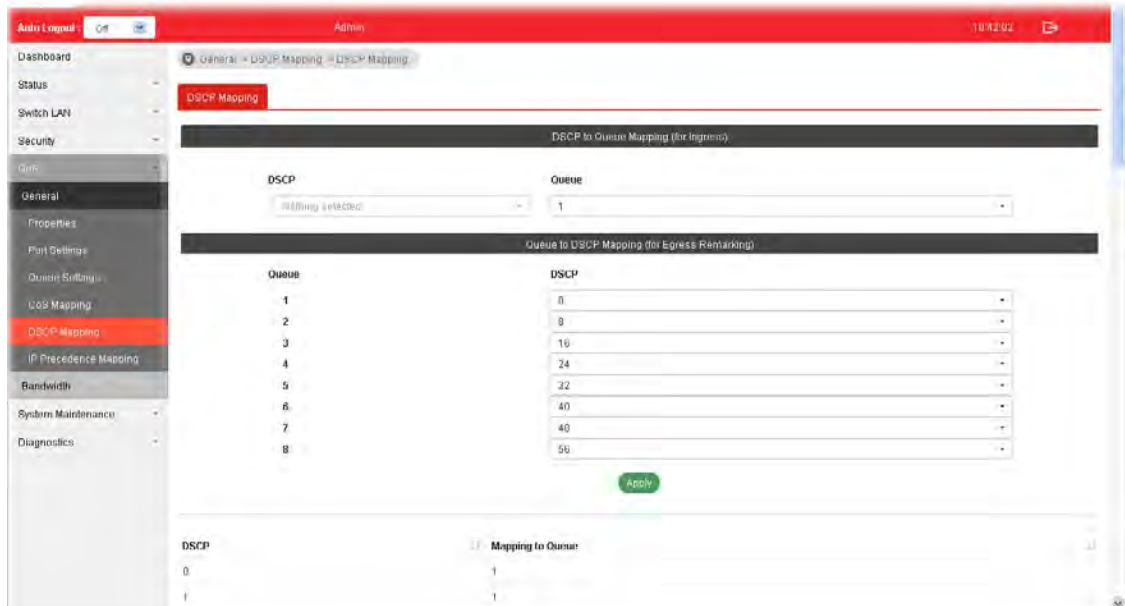 Auto Logout : Off Admin 10:42:02
General » DSCP Mapping » DSCP Mapping
Dashboard
Status
Switch LAN
Security
QoS
General
Properties
Port Settings
Queue Settings
CoS Mapping
DSCP Mapping
IP Precedence Mapping
Bandwidth
System Maintenance
Diagnostics
DSCP Mapping
DSCP to Queue Mapping (for Ingress)
DSCP Queue
Nothing selected 1
Queue to DSCP Mapping (for Egress Remarking)
Queue DSCP
1 0
2 8
3 16
4 24
5 32
6 40
7 48
8 56
Apply
DSCP Mapping to Queue
0 1
1 1